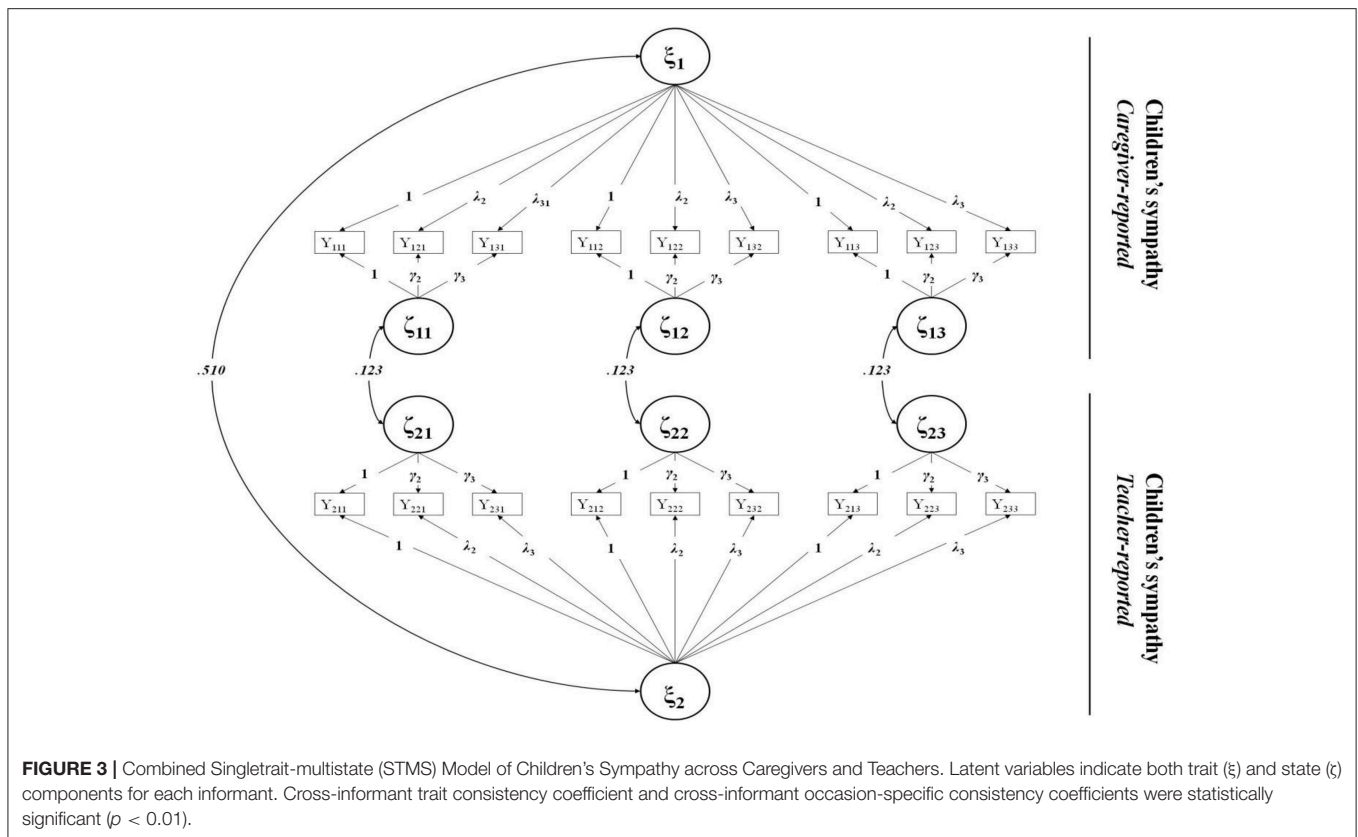 ξ₁
1 λ₂ λ₃₁ 1 λ₂ λ₃ 1 λ₂ λ₃
Y₁₁₁ Y₁₂₁ Y₁₃₁ Y₁₁₂ Y₁₂₂ Y₁₃₂ Y₁₁₃ Y₁₂₃ Y₁₃₃
1 γ₂ γ₃ 1 γ₂ γ₃ 1 γ₂ γ₃
ζ₁₁ ζ₁₂ ζ₁₃
.510 .123 .123 .123
ζ₂₁ ζ₂₂ ζ₂₃
1 γ₂ γ₃ 1 γ₂ γ₃ 1 γ₂ γ₃
Y₂₁₁ Y₂₂₁ Y₂₃₁ Y₂₁₂ Y₂₂₂ Y₂₃₂ Y₂₁₃ Y₂₂₃ Y₂₃₃
1 λ₂ λ₃ 1 λ₂ λ₃ 1 λ₂ λ₃
ξ₂
Children's sympathy
Caregiver-reported
Children's sympathy
Teacher-reported
FIGURE 3 | Combined Singletrait-multistate (STMS) Model of Children's Sympathy across Caregivers and Teachers. Latent variables indicate both trait (ξ) and state (ζ)
components for each informant. Cross-informant trait consistency coefficient and cross-informant occasion-specific consistency coefficients were statistically
significant (p < 0.01).